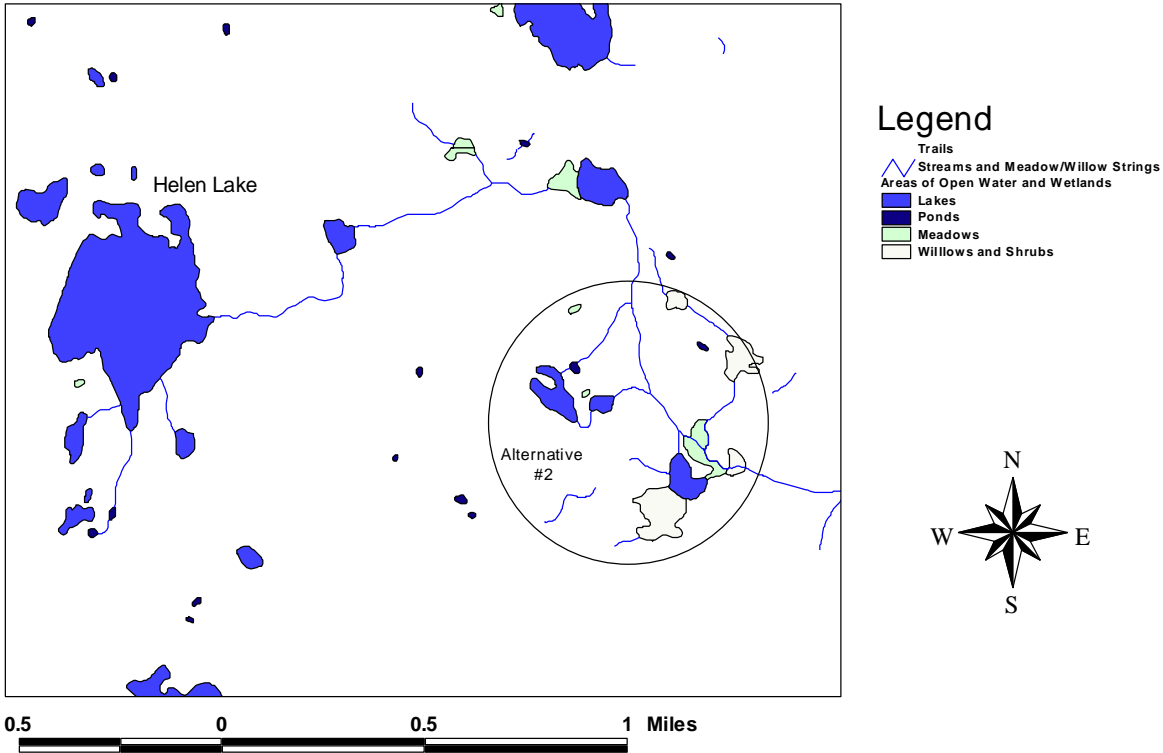 Helen Lake
Alternative
#2
Legend
Trails
Streams and Meadow/Willow Strings
Areas of Open Water and Wetlands
Lakes
Ponds
Meadows
Willlows and Shrubs
N
W E
S
0.5 0 0.5 1 Miles